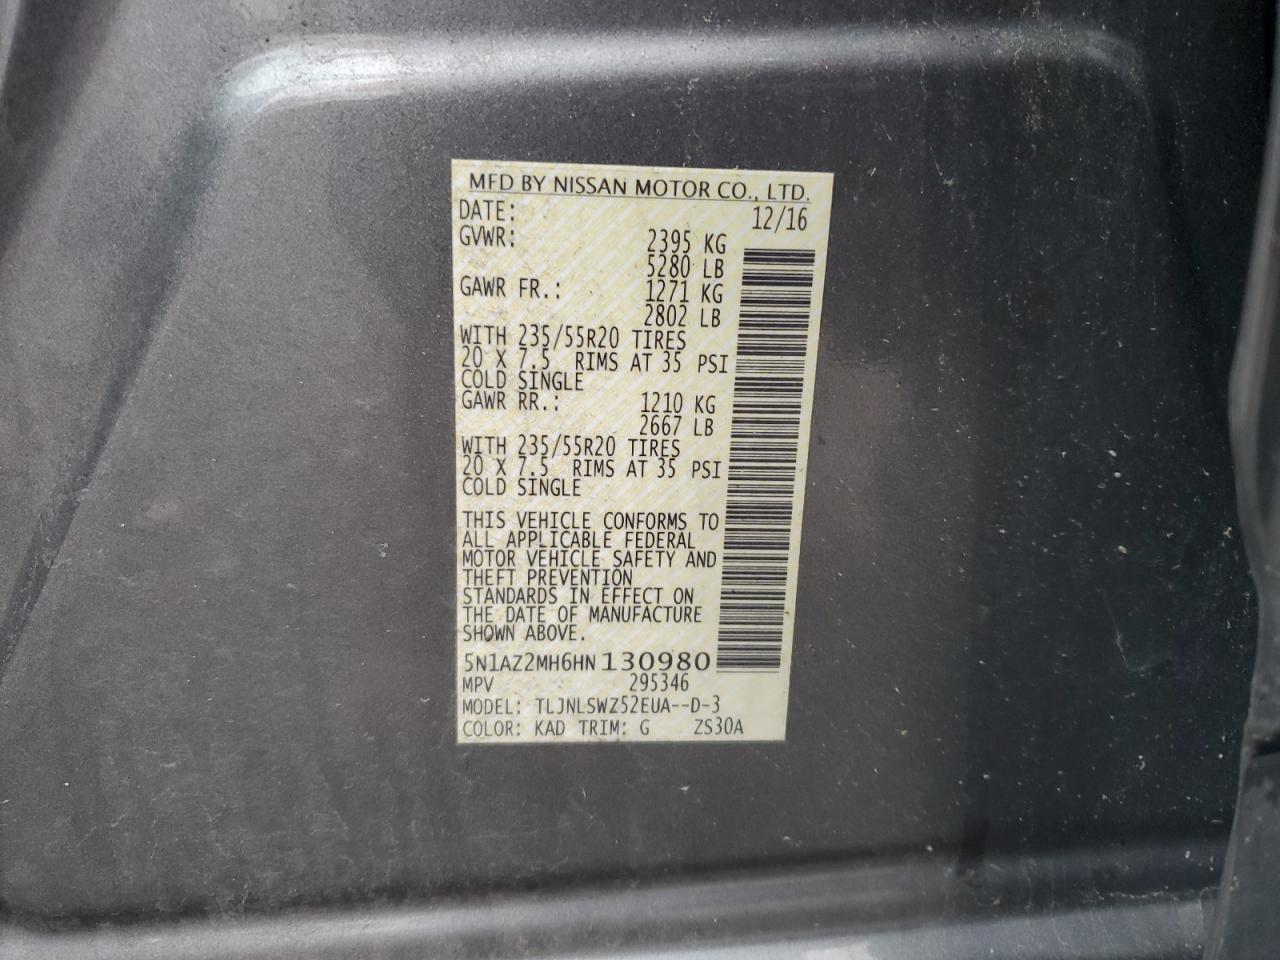 MFD BY NISSAN MOTOR CO., LTD.
DATE: 12/16
GVWR: 2395 KG
5280 LB
GAWR FR.: 1271 KG
2802 LB
WITH 235/55R20 TIRES
20 X 7.5 RIMS AT 35 PSI
COLD SINGLE
GAWR RR.: 1210 KG
2667 LB
WITH 235/55R20 TIRES
20 X 7.5 RIMS AT 35 PSI
COLD SINGLE
THIS VEHICLE CONFORMS TO
ALL APPLICABLE FEDERAL
MOTOR VEHICLE SAFETY AND
THEFT PREVENTION
STANDARDS IN EFFECT ON
THE DATE OF MANUFACTURE
SHOWN ABOVE.
5N1AZ2MH6HN 130980
MPV 295346
MODEL: TLJNLSWZ52EUA--D-3
COLOR: KAD TRIM: G ZS30A